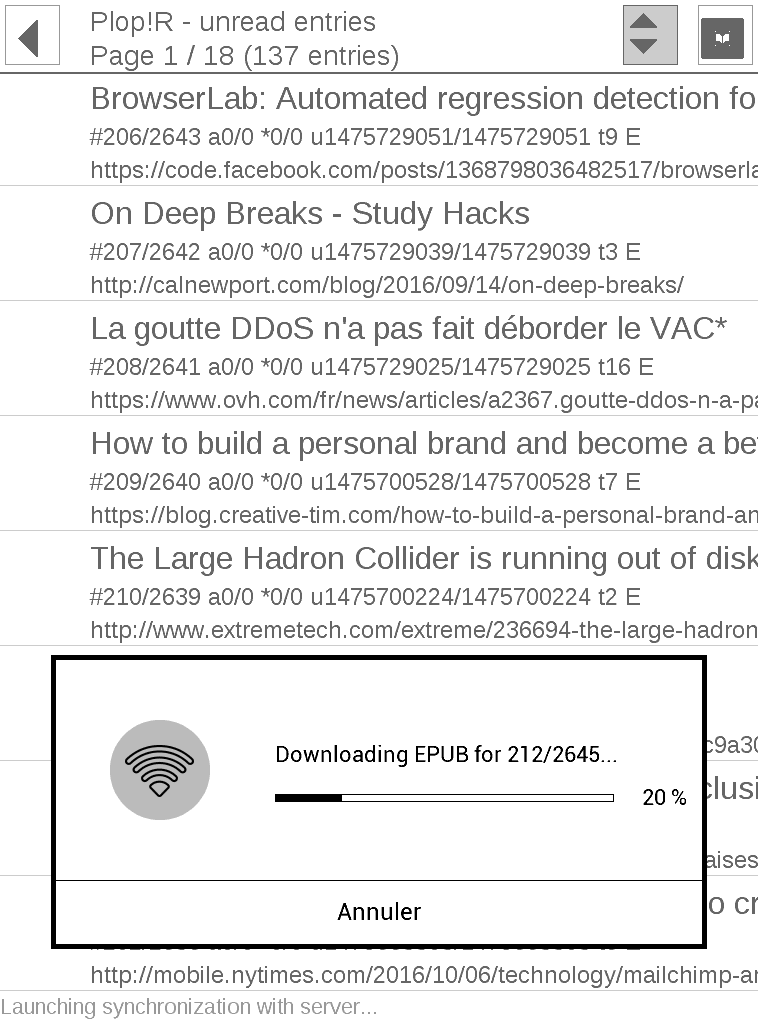 Plop!R - unread entries
Page 1 / 18 (137 entries)
BrowserLab: Automated regression detection fo
#206/2643 a0/0 *0/0 u1475729051/1475729051 t9 E
https://code.facebook.com/posts/1368798036482517/browserla
On Deep Breaks - Study Hacks
#207/2642 a0/0 *0/0 u1475729039/1475729039 t3 E
http://calnewport.com/blog/2016/09/14/on-deep-breaks/
La goutte DDoS n'a pas fait déborder le VAC*
#208/2641 a0/0 *0/0 u1475729025/1475729025 t16 E
https://www.ovh.com/fr/news/articles/a2367.goutte-ddos-n-a-pa
How to build a personal brand and become a be
#209/2640 a0/0 *0/0 u1475700528/1475700528 t7 E
https://blog.creative-tim.com/how-to-build-a-personal-brand-an
The Large Hadron Collider is running out of disk
#210/2639 a0/0 *0/0 u1475700224/1475700224 t2 E
http://www.extremetech.com/extreme/236694-the-large-hadron
c9a30
Downloading EPUB for 212/2645...
20 %
clusi
aises
o cr
Annuler
http://mobile.nytimes.com/2016/10/06/technology/mailchimp-an
Launching synchronization with server...